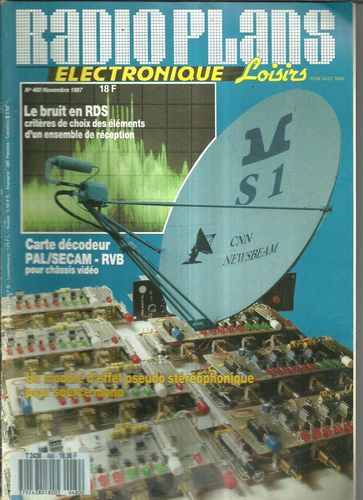 RADIO PLANS
ELECTRONIQUE Loisirs
ISSN 0033 7668
N° 480 Novembre 1987
18 F
Le bruit en RDS
critères de choix des éléments
d'un ensemble de réception
M
S1
CNN
NEWSBEAM
Carte décodeur
PAL/SECAM - RVB
pour châssis vidéo
Un module d'effet pseudo stéréophonique
pour source mono
T 2438 - 480 - 18,00 F